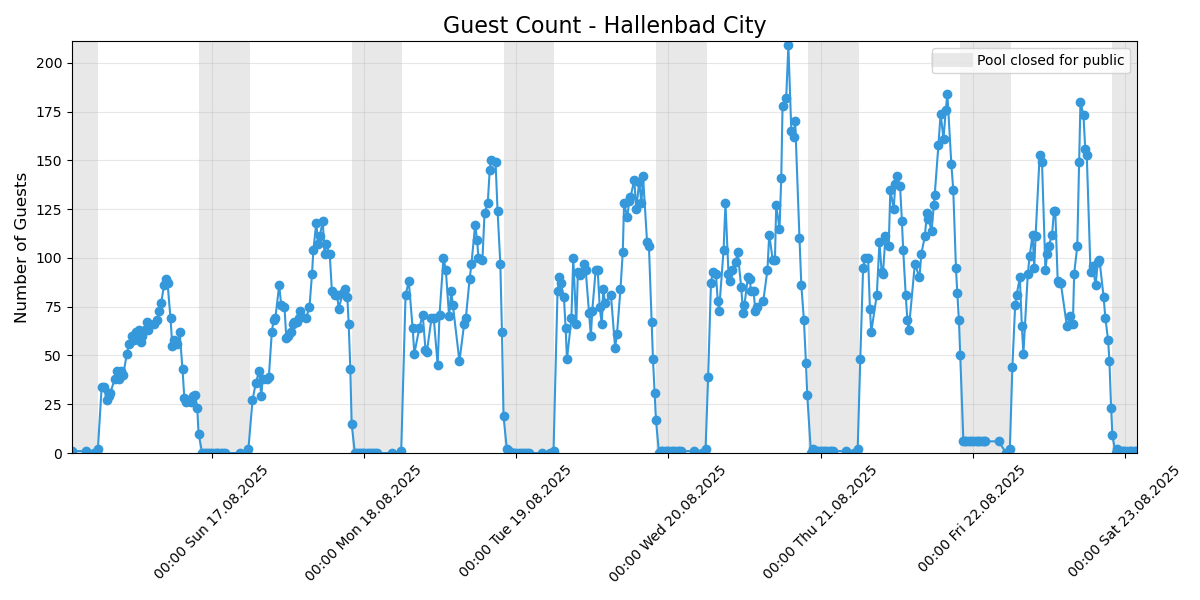 Guest Count - Hallenbad City
Pool closed for public
Number of Guests
200
175
150
125
100
75
50
25
0
00:00 Sun 17.08.2025
00:00 Mon 18.08.2025
00:00 Tue 19.08.2025
00:00 Wed 20.08.2025
00:00 Thu 21.08.2025
00:00 Fri 22.08.2025
00:00 Sat 23.08.2025